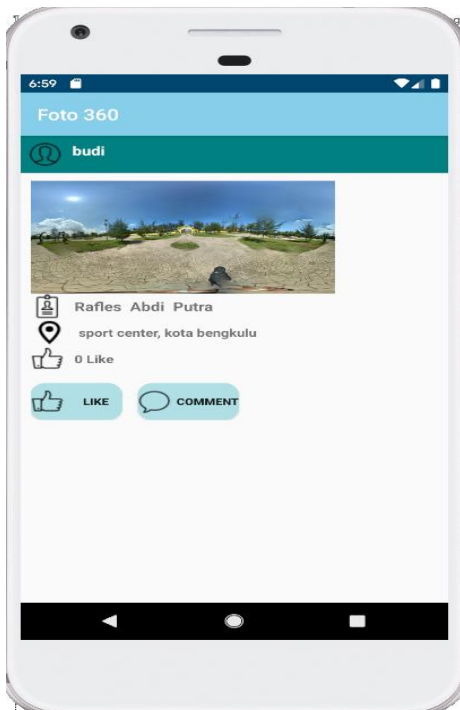 6:59
Foto 360
budi
Rafles Abdi Putra
sport center, kota bengkulu
0 Like
LIKE
COMMENT